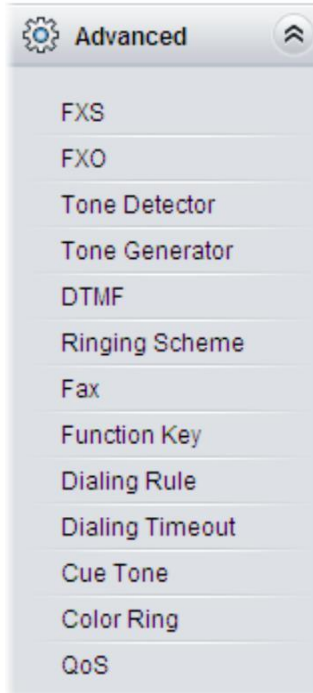 Advanced
FXS
FXO
Tone Detector
Tone Generator
DTMF
Ringing Scheme
Fax
Function Key
Dialing Rule
Dialing Timeout
Cue Tone
Color Ring
QoS